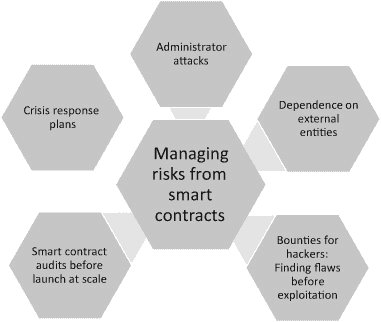 Administrator
attacks
Crisis response
plans
Dependence on
external
entities
Managing
risks from
smart
contracts
Smart contract
audits before
launch at scale
Bounties for
hackers:
Finding flaws
before
exploitation